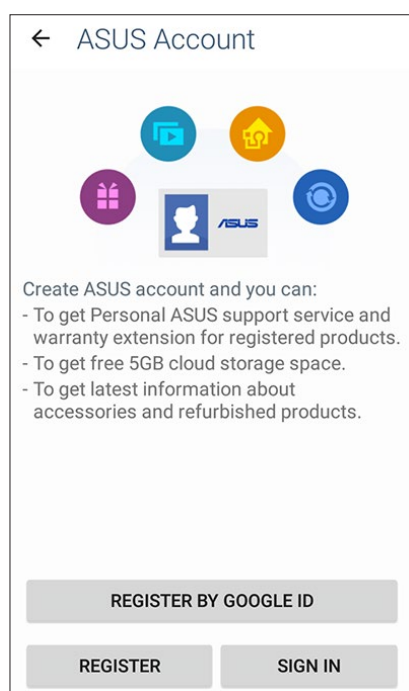 ASUS Account
ASUS
Create ASUS account and you can:
- To get Personal ASUS support service and
warranty extension for registered products.
- To get free 5GB cloud storage space.
- To get latest information about
accessories and refurbished products.
REGISTER BY GOOGLE ID
REGISTER
SIGN IN